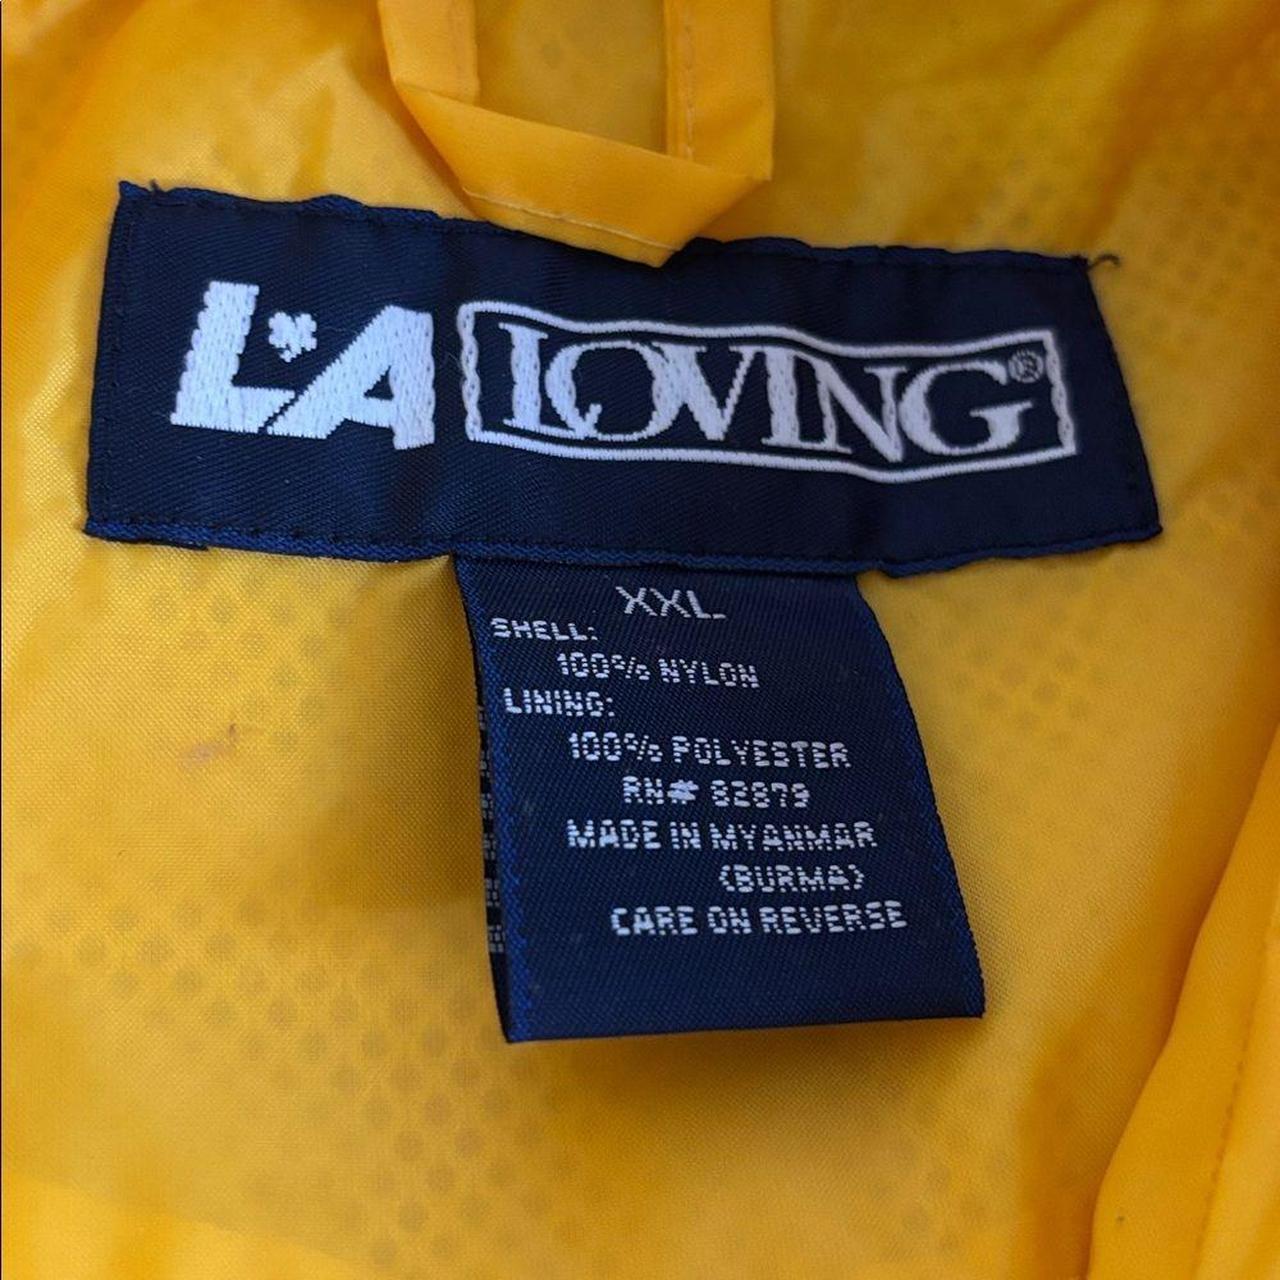 L.A LOVING®
XXL
SHELL:
100% NYLON
LINING:
100% POLYESTER
RN# 82879
MADE IN MYANMAR
(BURMA)
CARE ON REVERSE